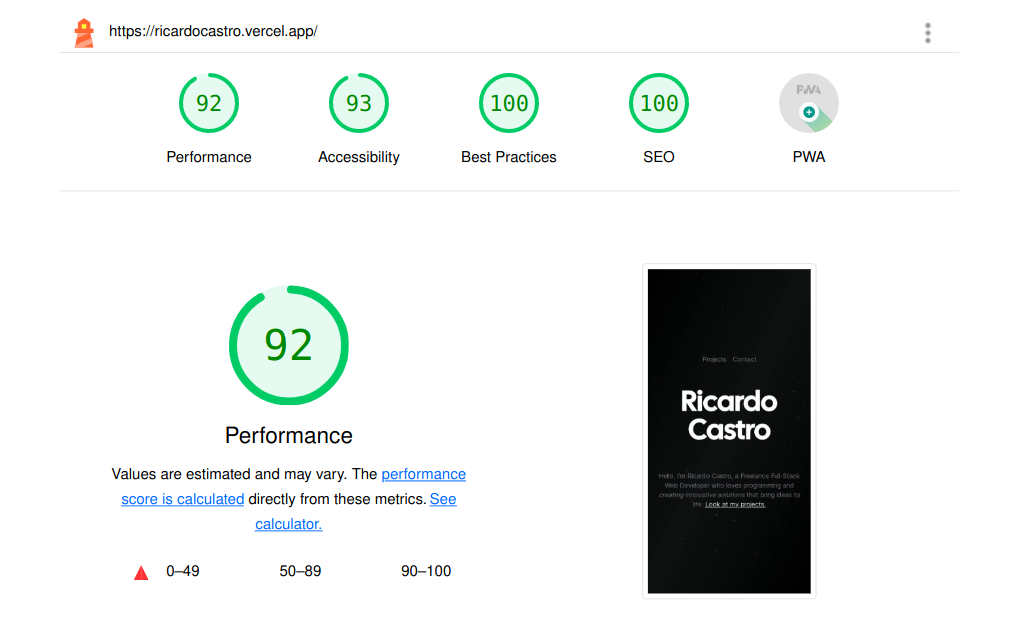 https://ricardocastro.vercel.app/
92 93 100 100 PWA
Performance Accessibility Best Practices SEO PWA
92
Performance
Values are estimated and may vary. The performance
score is calculated directly from these metrics. See
calculator.
0–49 50–89 90–100
Projects Contact
Ricardo
Castro
Hello, I'm Ricardo Castro, a Freelance Full-Stack
Web Developer who loves programming and
creating innovative solutions that bring ideas to
life. Look at my projects.